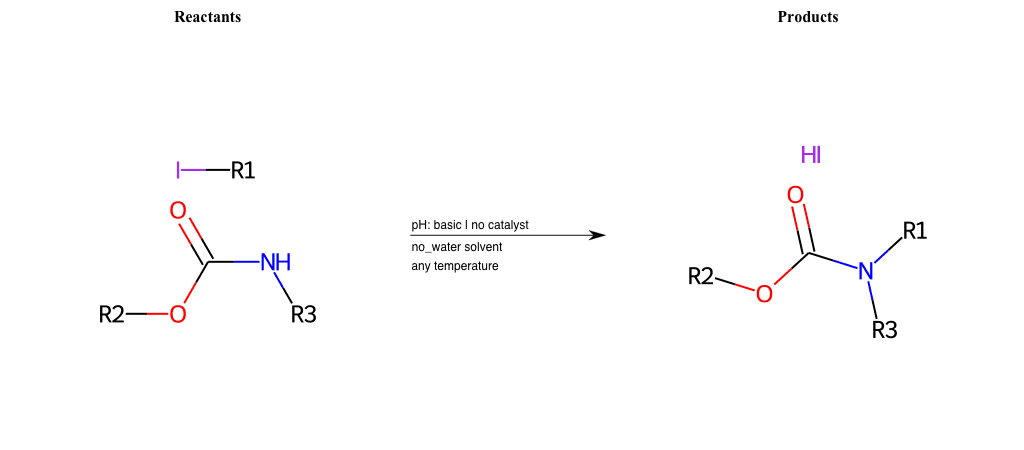 Reactants
Products
HI
I R1
O
O
R1
pH: basic | no catalyst
no_water solvent
any temperature
NH
N
R2
O
R2 O
R3
R3